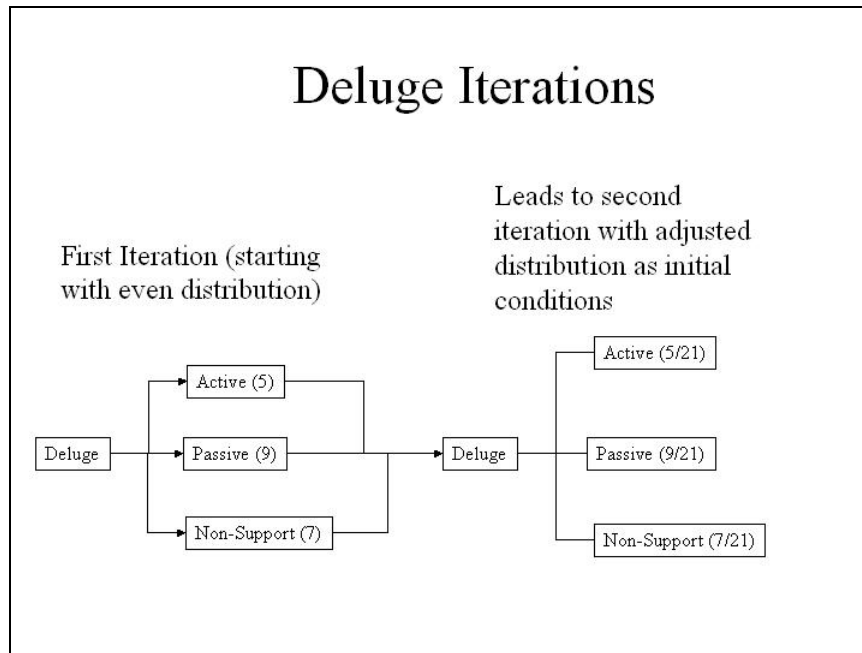 Deluge Iterations
First Iteration (starting
with even distribution)
Leads to second
iteration with adjusted
distribution as initial
conditions
Deluge
Active (5)
Passive (9)
Non-Support (7)
Deluge
Active (5/21)
Passive (9/21)
Non-Support (7/21)